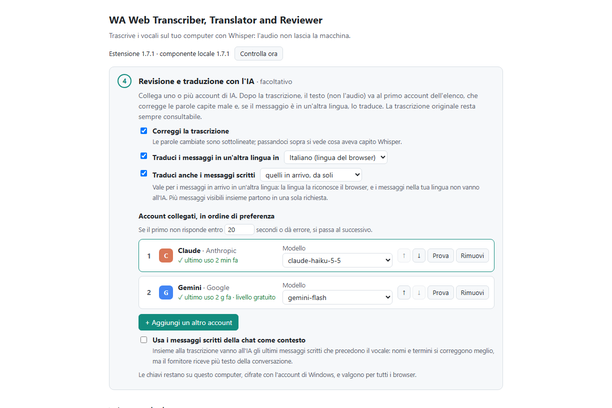 WA Web Transcriber, Translator and Reviewer
Trascrive i vocali sul tuo computer con Whisper: l'audio non lascia la macchina.
Estensione 1.7.1 · componente locale 1.7.1 Controlla ora
4 Revisione e traduzione con l'IA · facoltativo
Collega uno o più account di IA. Dopo la trascrizione, il testo (non l'audio) va al primo account dell'elenco, che
corregge le parole capite male e, se il messaggio è in un'altra lingua, lo traduce. La trascrizione originale resta
sempre consultabile.
Correggi la trascrizione
Le parole cambiate sono sottolineate; passandoci sopra si vede cosa aveva capito Whisper.
Traduci i messaggi in un'altra lingua in Italiano (lingua del browser)
Traduci anche i messaggi scritti quelli in arrivo, da soli
Vale per i messaggi in arrivo in un'altra lingua: la lingua la riconosce il browser, e i messaggi nella tua lingua non vanno
all'IA. Più messaggi visibili insieme partono in una sola richiesta.
Account collegati, in ordine di preferenza
Se il primo non risponde entro 20 secondi o dà errore, si passa al successivo.
Modello
1 C Claude · Anthropic claude-haiku-5-5 ↑ ↓ Prova Rimuovi
✓ ultimo uso 2 min fa
Modello
2 G Gemini · Google gemini-flash ↑ ↓ Prova Rimuovi
✓ ultimo uso 2 g fa · livello gratuito
+ Aggiungi un altro account
Usa i messaggi scritti della chat come contesto
Insieme alla trascrizione vanno all'IA gli ultimi messaggi scritti che precedono il vocale: nomi e termini si correggono meglio,
ma il fornitore riceve più testo della conversazione.
Le chiavi restano su questo computer, cifrate con l'account di Windows, e valgono per tutti i browser.